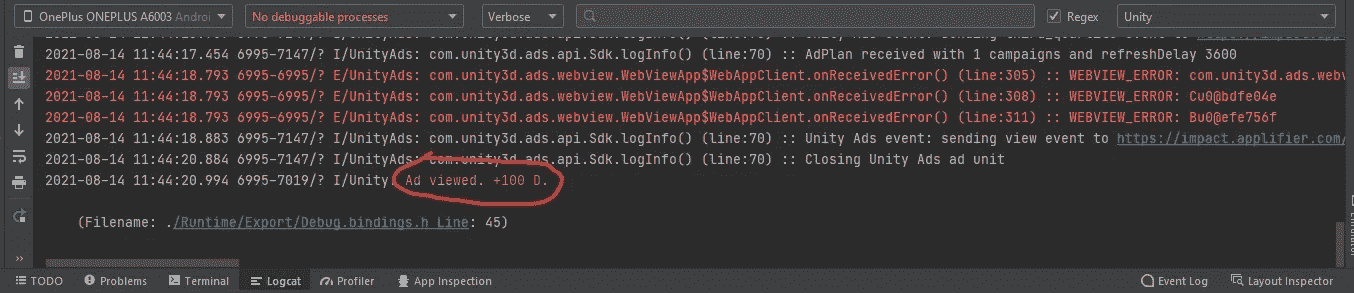 OnePlus ONEPLUS A6003 Androi
No debuggable processes
Verbose
Regex
Unity
2021-08-14 11:44:17.454 6995-7147/? I/UnityAds: com.unity3d.ads.api.Sdk.logInfo() (line:70) :: AdPlan received with 1 campaigns and refreshDelay 3600
2021-08-14 11:44:18.793 6995-6995/? E/UnityAds: com.unity3d.ads.webview.WebViewApp$WebAppClient.onReceivedError() (line:305) :: WEBVIEW_ERROR: com.unity3d.ads.webv
2021-08-14 11:44:18.793 6995-6995/? E/UnityAds: com.unity3d.ads.webview.WebViewApp$WebAppClient.onReceivedError() (line:308) :: WEBVIEW_ERROR: Cu0@bdfe04e
2021-08-14 11:44:18.793 6995-6995/? E/UnityAds: com.unity3d.ads.webview.WebViewApp$WebAppClient.onReceivedError() (line:311) :: WEBVIEW_ERROR: Bu0@efe756f
2021-08-14 11:44:18.883 6995-7147/? I/UnityAds: com.unity3d.ads.api.Sdk.logInfo() (line:70) :: Unity Ads event: sending view event to https://impact.applifier.com/
2021-08-14 11:44:20.884 6995-7147/? I/UnityAds: com.unity3d.ads.api.Sdk.logInfo() (line:70) :: Closing Unity Ads ad unit
2021-08-14 11:44:20.994 6995-7019/? I/Unity: Ad viewed. +100 D.
(Filename: ./Runtime/Export/Debug.bindings.h Line: 45)
TODO
Problems
Terminal
Logcat
Profiler
App Inspection
Event Log
Layout Inspector